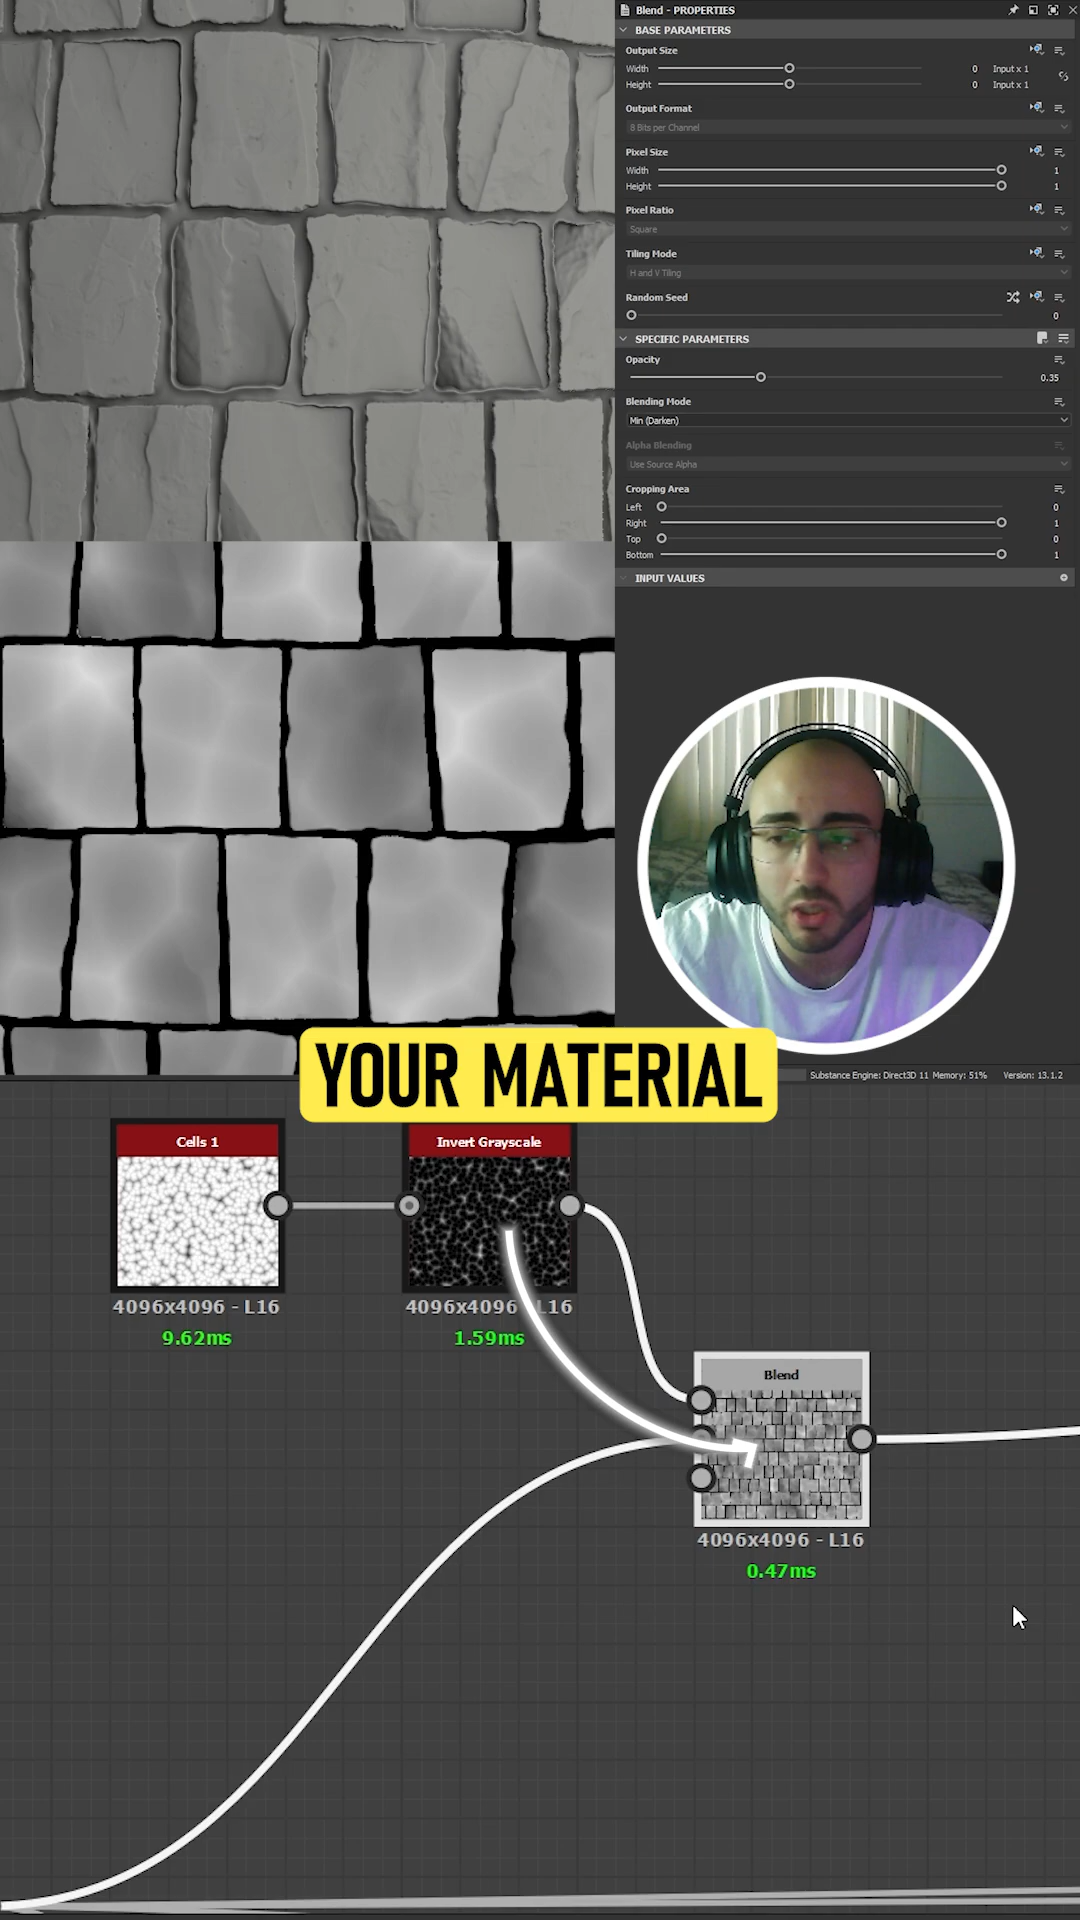 Blend - PROPERTIES
BASE PARAMETERS
Output Size
Width 0 Input x 1
Height 0 Input x 1
Output Format
8 Bits per Channel
Pixel Size
Width 1
Height 1
Pixel Ratio
Square
Tiling Mode
H and V Tiling
Random Seed
0
SPECIFIC PARAMETERS
Opacity
0.35
Blending Mode
Min (Darken)
Alpha Blending
Use Source Alpha
Cropping Area
Left 0
Right 1
Top 0
Bottom 1
INPUT VALUES
YOUR MATERIAL
Substance Engine: Direct3D 11 Memory: 51% Version: 13.1.2
Cells 1
4096x4096 - L16
9.62ms
Invert Grayscale
4096x4096 - L16
1.59ms
Blend
4096x4096 - L16
0.47ms